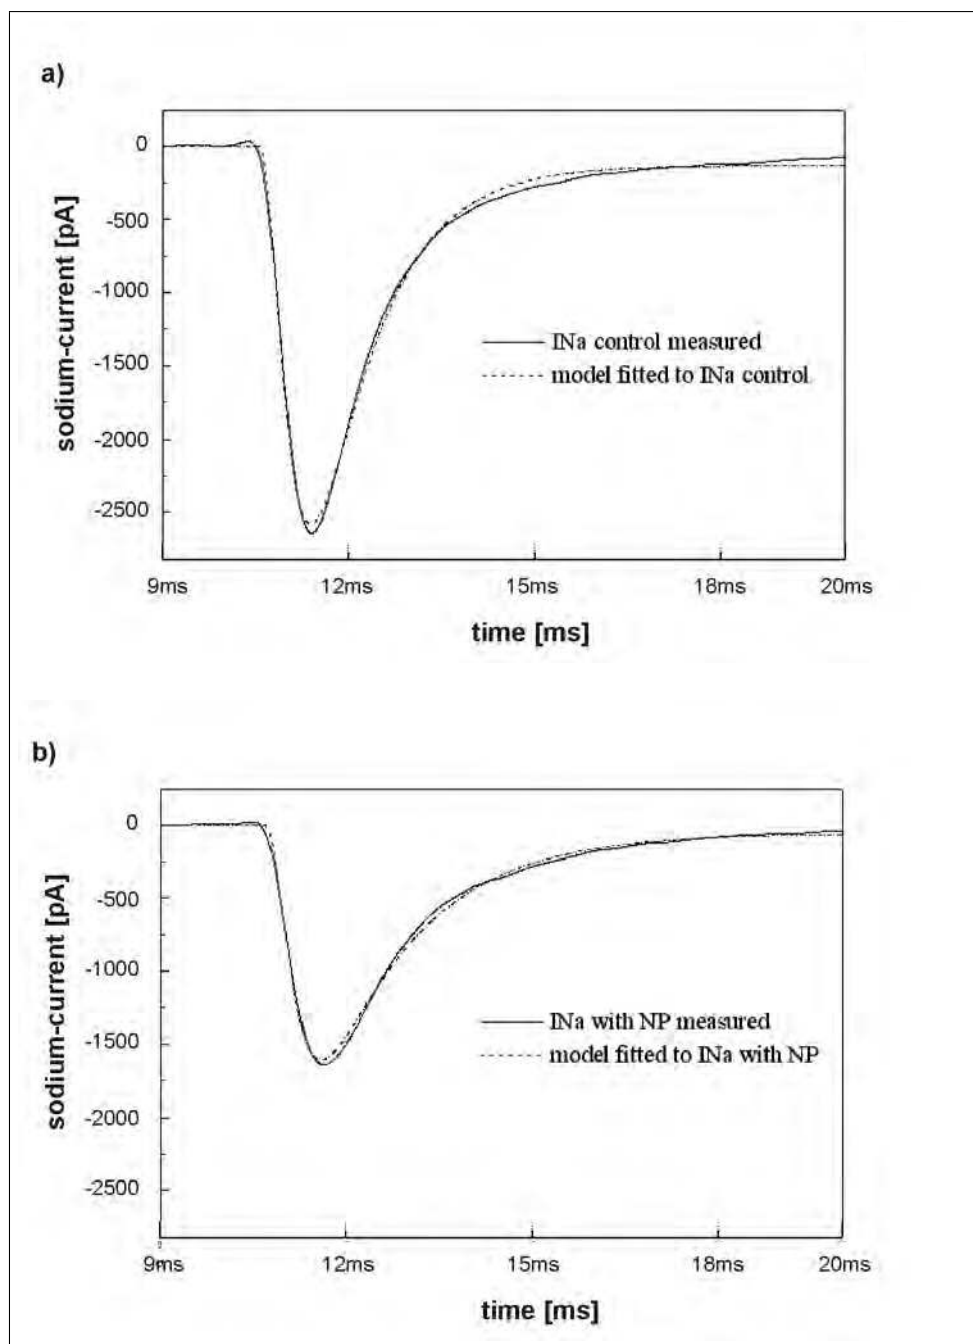 a)
0
-500
-1000
-1500
-2000
-2500
sodium-current [pA]
INa control measured
model fitted to INa control
9ms 12ms 15ms 18ms 20ms
time [ms]
b)
0
-500
-1000
-1500
-2000
-2500
sodium-current [pA]
INa with NP measured
model fitted to INa with NP
9ms 12ms 15ms 18ms 20ms
time [ms]